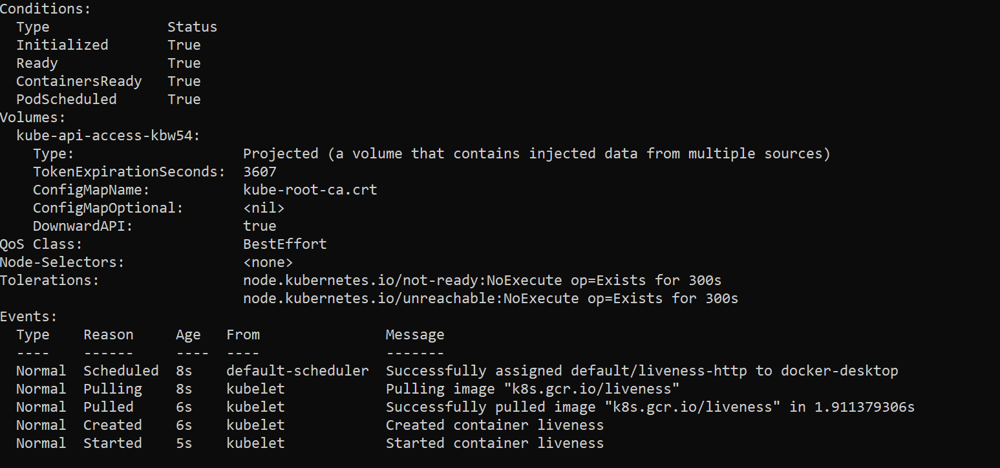 Conditions:
  Type              Status
  Initialized       True
  Ready             True
  ContainersReady   True
  PodScheduled      True
Volumes:
  kube-api-access-kbw54:
    Type:                    Projected (a volume that contains injected data from multiple sources)
    TokenExpirationSeconds:  3607
    ConfigMapName:           kube-root-ca.crt
    ConfigMapOptional:       <nil>
    DownwardAPI:             true
QoS Class:                   BestEffort
Node-Selectors:              <none>
Tolerations:                 node.kubernetes.io/not-ready:NoExecute op=Exists for 300s
                             node.kubernetes.io/unreachable:NoExecute op=Exists for 300s
Events:
  Type    Reason     Age   From               Message
  ----    ------     ----  ----               -------
  Normal  Scheduled  8s    default-scheduler  Successfully assigned default/liveness-http to docker-desktop
  Normal  Pulling    8s    kubelet            Pulling image "k8s.gcr.io/liveness"
  Normal  Pulled     6s    kubelet            Successfully pulled image "k8s.gcr.io/liveness" in 1.911379306s
  Normal  Created    6s    kubelet            Created container liveness
  Normal  Started    5s    kubelet            Started container liveness